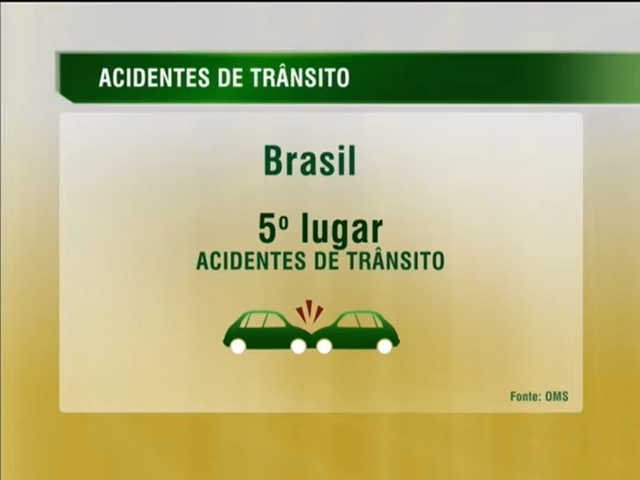 ACIDENTES DE TRÂNSITO
Brasil
5º lugar
ACIDENTES DE TRÂNSITO
Fonte: OMS